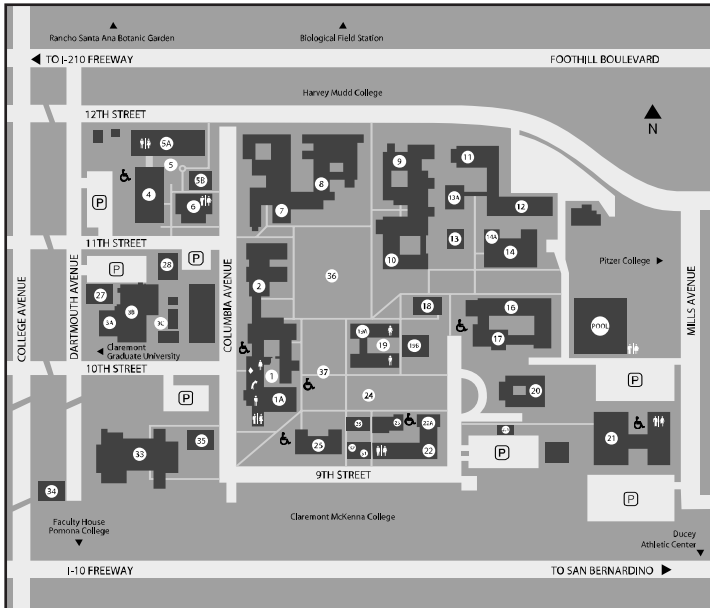 Rancho Santa Ana Botanic Garden
Biological Field Station
TO I-210 FREEWAY
FOOTHILL BOULEVARD
Harvey Mudd College
12TH STREET
N
5A
5
5B
4
6
P
7
8
9
11
13A
12
13
14A
14
10
11TH STREET
P
P
28
27
3B
3A
3C
2
36
Pitzer College
COLLEGE AVENUE
DARTMOUTH AVENUE
COLUMBIA AVENUE
MILLS AVENUE
18
16
17
POOL
19A
19
19B
Claremont
Graduate University
10TH STREET
1
37
1A
24
20
P
P
35
33
25
22
21
P
P
34
9TH STREET
Faculty House
Pomona College
Claremont McKenna College
Ducey
Athletic Center
I-10 FREEWAY
TO SAN BERNARDINO